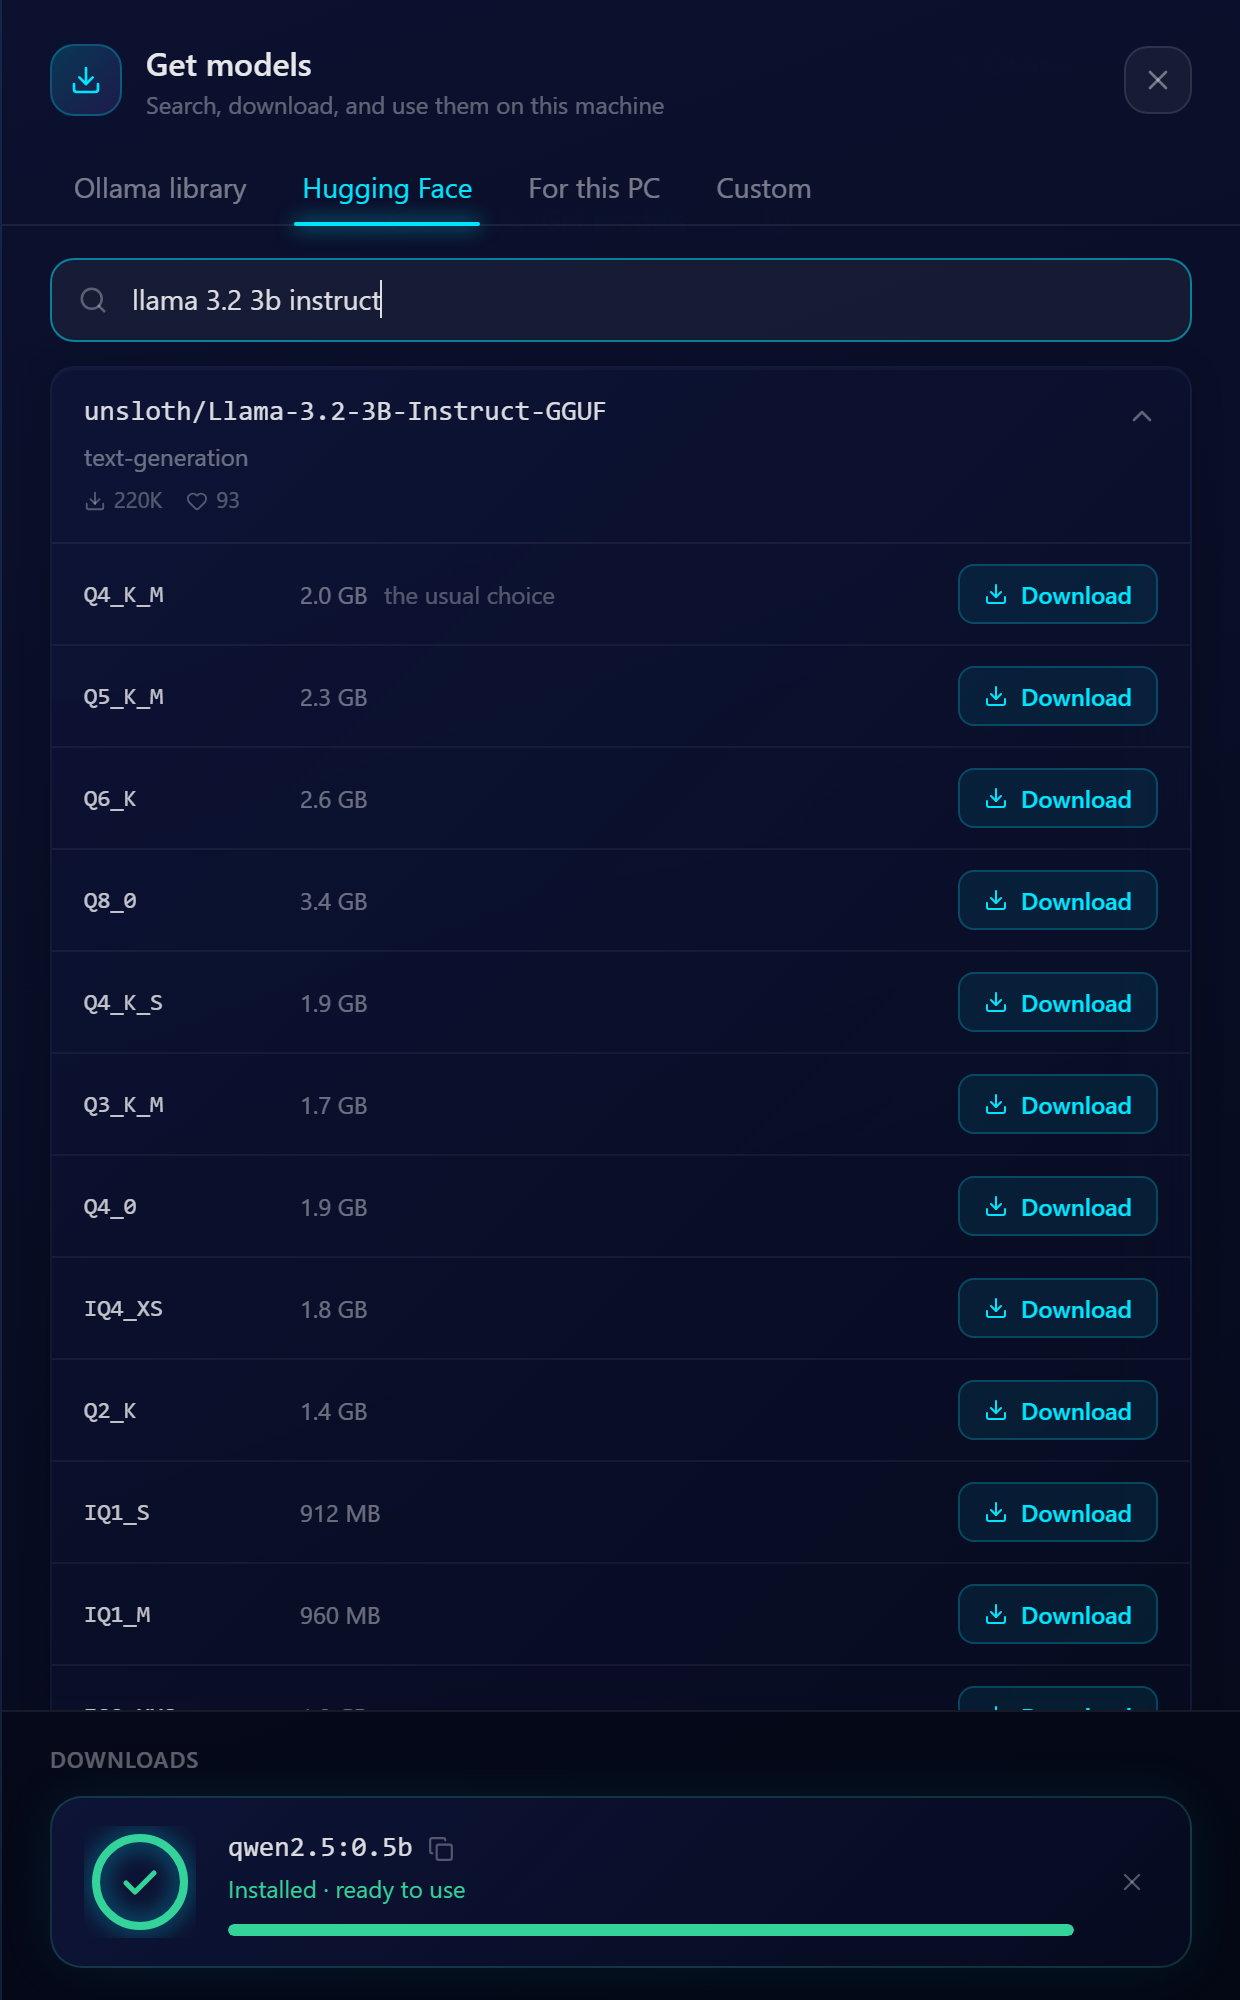 Get models
Search, download, and use them on this machine
Ollama library Hugging Face For this PC Custom
llama 3.2 3b instruct
unsloth/Llama-3.2-3B-Instruct-GGUF
text-generation
220K 93
Q4_K_M 2.0 GB the usual choice Download
Q5_K_M 2.3 GB Download
Q6_K 2.6 GB Download
Q8_0 3.4 GB Download
Q4_K_S 1.9 GB Download
Q3_K_M 1.7 GB Download
Q4_0 1.9 GB Download
IQ4_XS 1.8 GB Download
Q2_K 1.4 GB Download
IQ1_S 912 MB Download
IQ1_M 960 MB Download
DOWNLOADS
qwen2.5:0.5b
Installed · ready to use